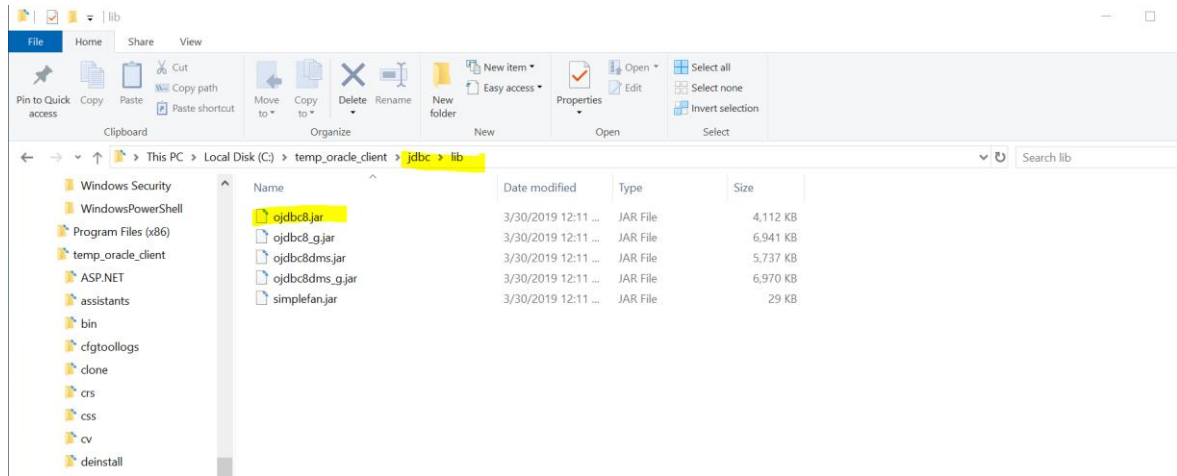 lib
File Home Share View
Pin to Quick access
Copy
Paste
Cut
Copy path
Paste shortcut
Clipboard
Move to
Copy to
Delete
Rename
Organize
New folder
New item
Easy access
New
Properties
Open
Edit
Open
Select all
Select none
Invert selection
Select
This PC > Local Disk (C:) > temp_oracle_client > jdbc > lib
Search lib
Windows Security
WindowsPowerShell
Program Files (x86)
temp_oracle_client
ASP.NET
assistants
bin
cfgtoollogs
clone
crs
css
cv
deinstall
Name Date modified Type Size
ojdbc8.jar 3/30/2019 12:11 ... JAR File 4,112 KB
ojdbc8_g.jar 3/30/2019 12:11 ... JAR File 6,941 KB
ojdbc8dms.jar 3/30/2019 12:11 ... JAR File 5,737 KB
ojdbc8dms_g.jar 3/30/2019 12:11 ... JAR File 6,970 KB
simplefan.jar 3/30/2019 12:11 ... JAR File 29 KB